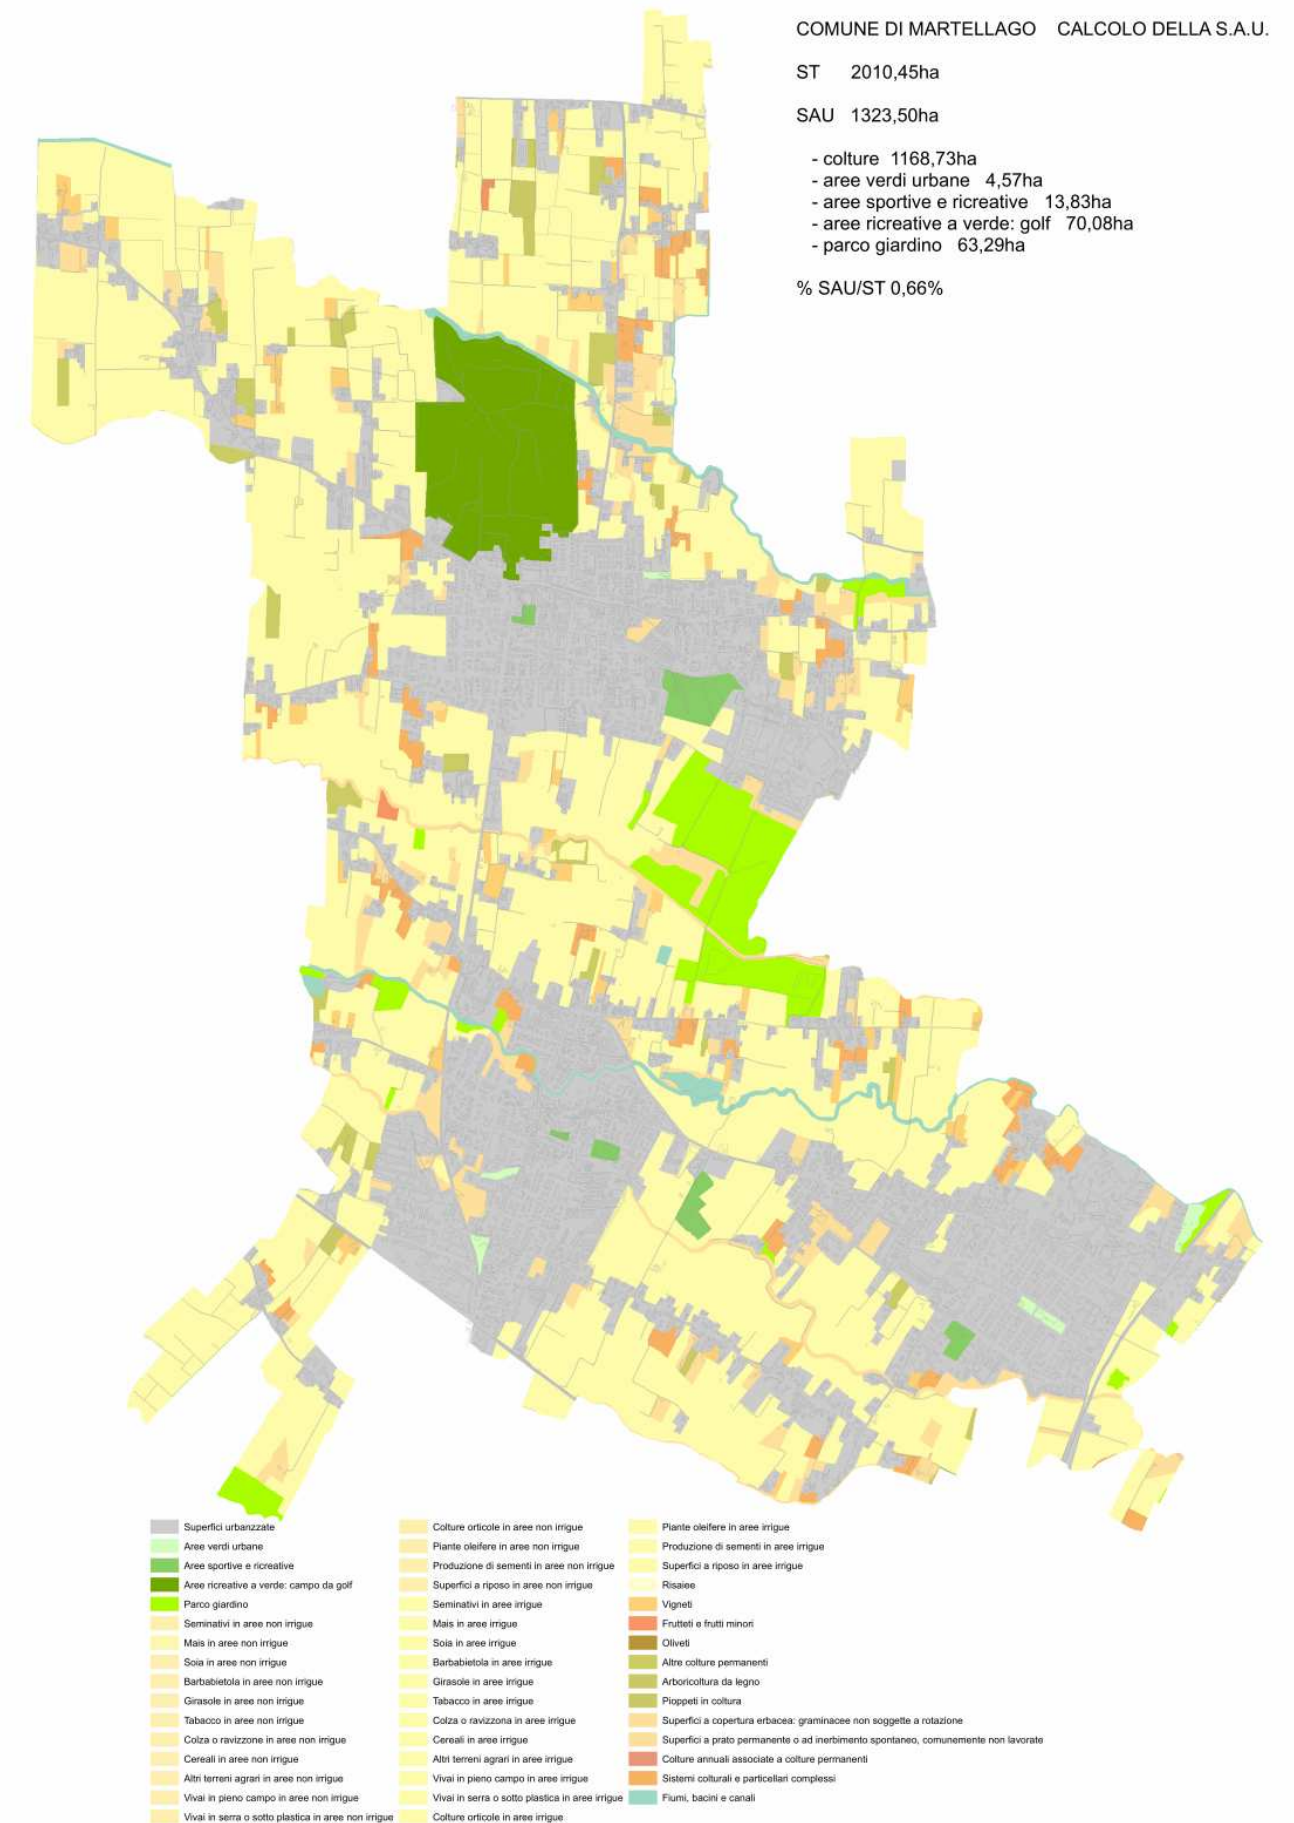 COMUNE DI MARTELLAGO CALCOLO DELLA S.A.U.
ST 2010,45ha
SAU 1323,50ha
- colture 1168,73ha
- aree verdi urbane 4,57ha
- aree sportive e ricreative 13,83ha
- aree ricreative a verde: golf 70,08ha
- parco giardino 63,29ha
% SAU/ST 0,66%
Superfici urbanzzate
Aree verdi urbane
Aree sportive e ricreative
Aree ricreative a verde: campo da golf
Parco giardino
Seminativi in aree non irrigue
Mais in aree non irrigue
Soia in aree non irrigue
Barbabietola in aree non irrigue
Girasole in aree non irrigue
Tabacco in aree non irrigue
Colza o ravizzone in aree non irrigue
Cereali in aree non irrigue
Altri terreni agrari in aree non irrigue
Vivai in pieno campo in aree non irrigue
Vivai in serra o sotto plastica in aree non irrigue
Colture orticole in aree non irrigue
Piante oleifere in aree non irrigue
Produzione di sementi in aree non irrigue
Superfici a riposo in aree non irrigue
Seminativi in aree irrigue
Mais in aree irrigue
Soia in aree irrigue
Barbabietola in aree irrigue
Girasole in aree irrigue
Tabacco in aree irrigue
Colza o ravizzona in aree irrigue
Cereali in aree irrigue
Altri terreni agrari in aree irrigue
Vivai in pieno campo in aree irrigue
Vivai in serra o sotto plastica in aree irrigue
Colture orticole in aree irrigue
Piante oleifere in aree irrigue
Produzione di sementi in aree irrigue
Superfici a riposo in aree irrigue
Risaiee
Vigneti
Frutteti e frutti minori
Oliveti
Altre colture permanenti
Arboricoltura da legno
Pioppeti in coltura
Superfici a copertura erbacea: graminacee non soggette a rotazione
Superfici a prato permanente o ad inerbimento spontaneo, comunemente non lavorate
Colture annuali associate a colture permanenti
Sistemi colturali e particellari complessi
Fiumi, bacini e canali